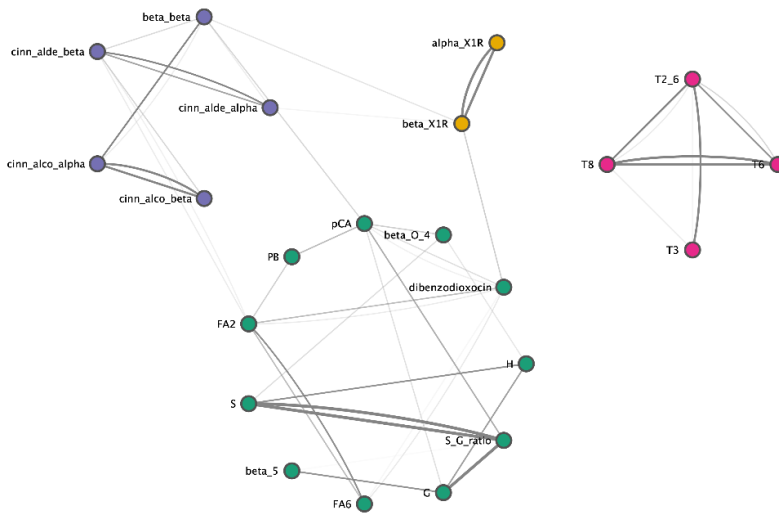 beta_beta
alpha_X1R
cinn_alde_beta
T2_6
cinn_alde_alpha
beta_X1R
cinn_alco_alpha
T8
T6
cinn_alco_beta
pCA
beta_O_4
T3
PB
dibenzodioxocin
FA2
H
S
S_G_ratio
beta_5
G
FA6